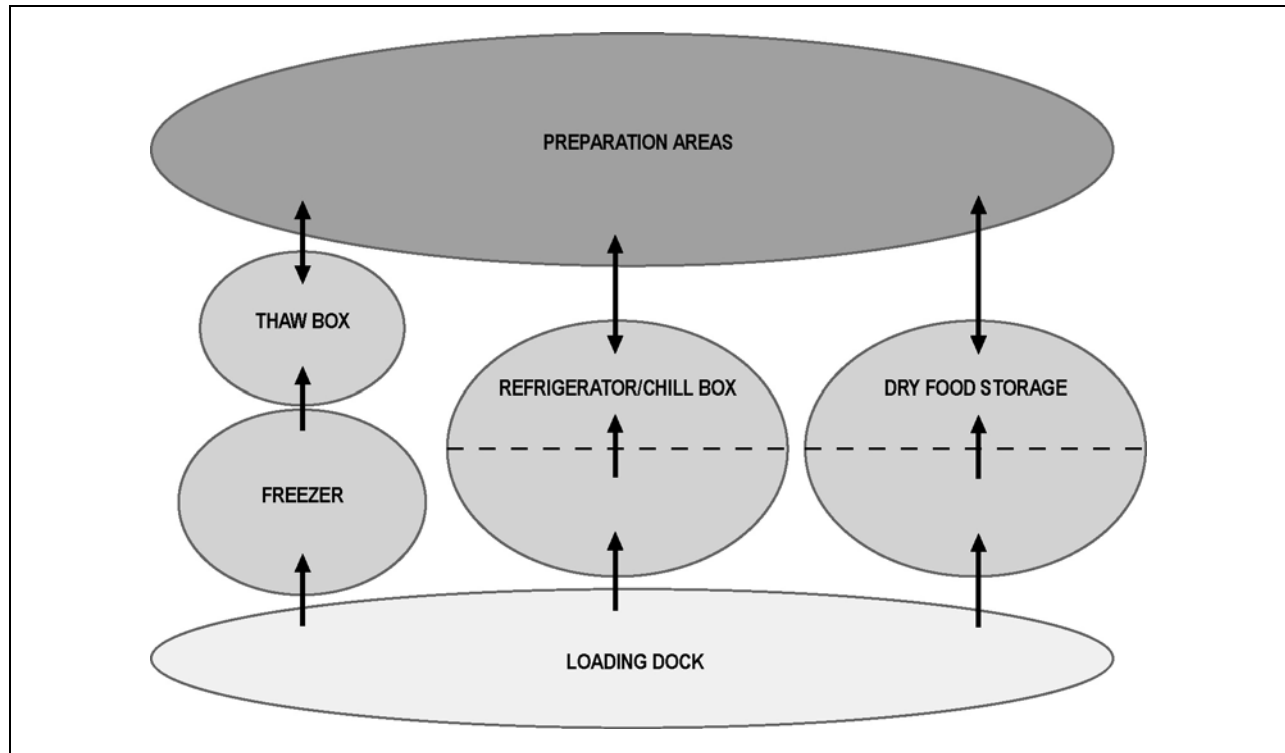 PREPARATION AREAS
THAW BOX
REFRIGERATOR/CHILL BOX
DRY FOOD STORAGE
FREEZER
LOADING DOCK